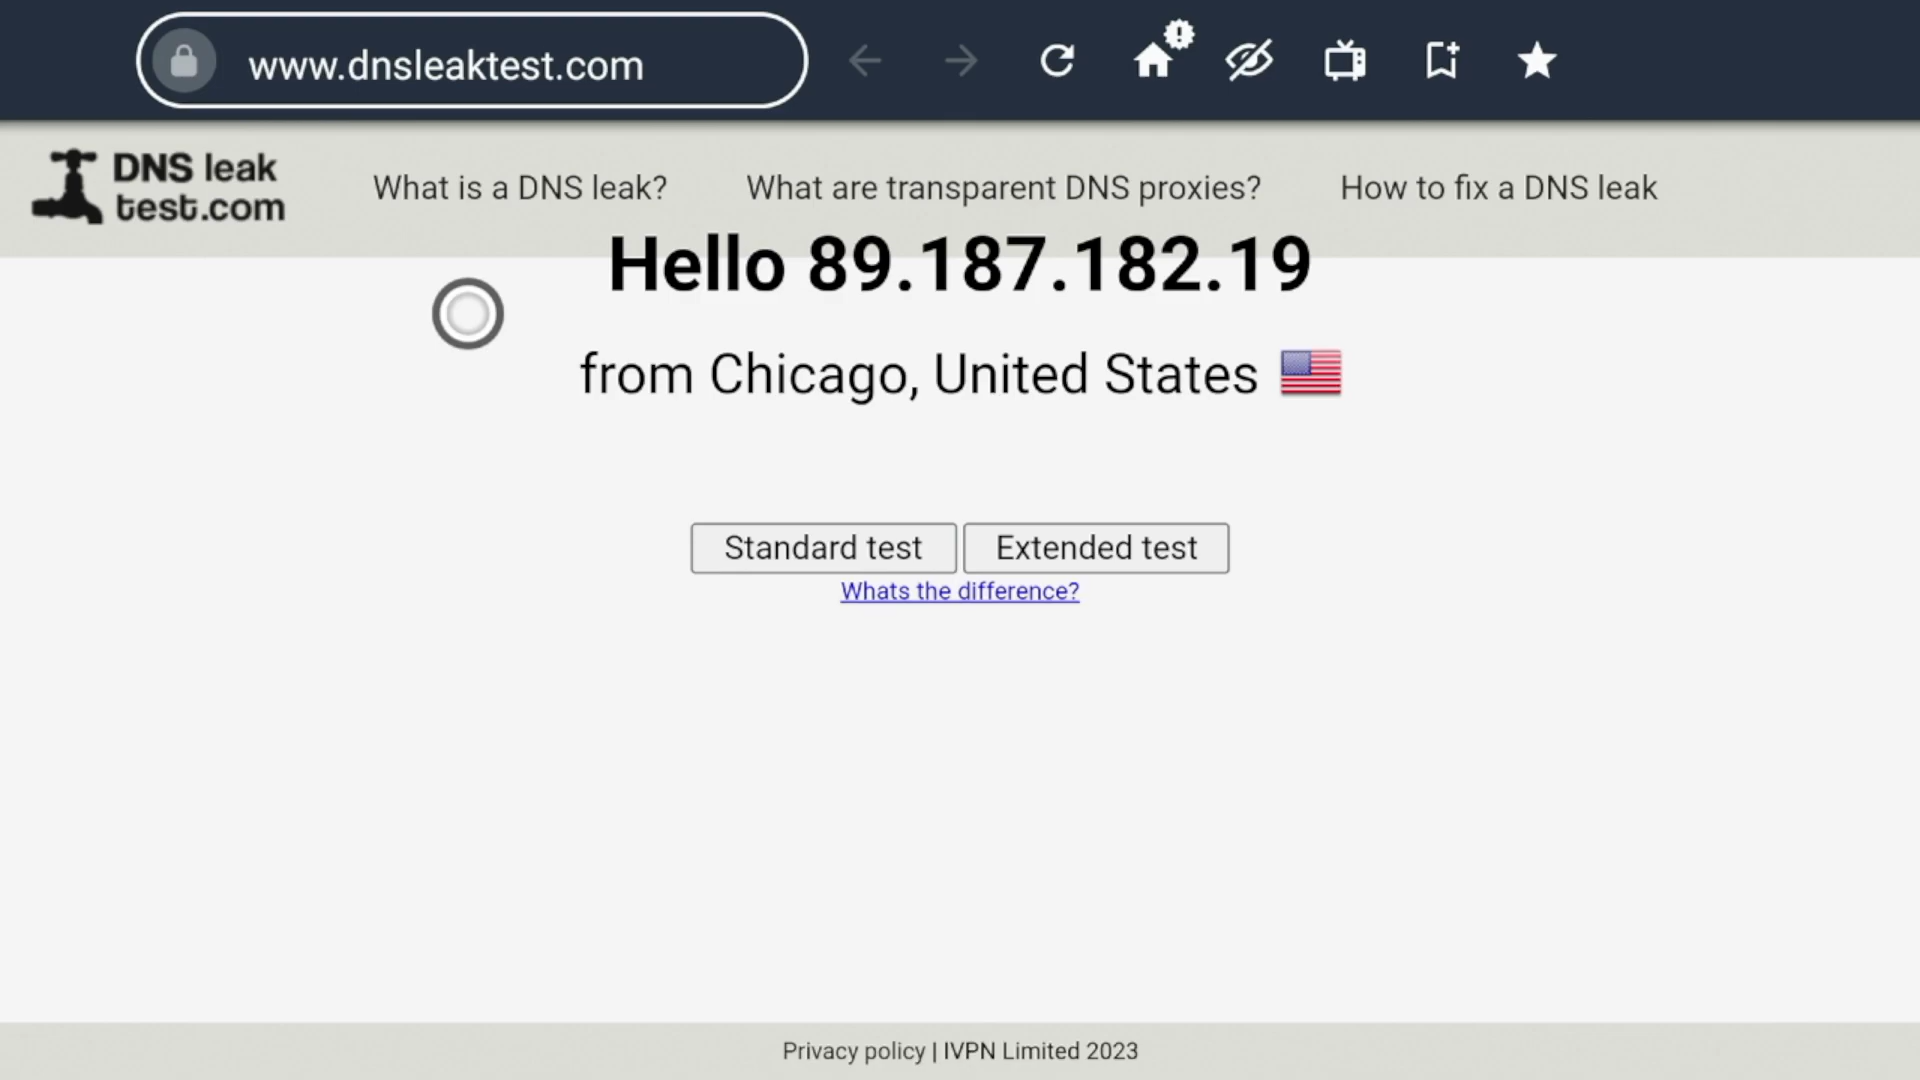 www.dnsleaktest.com
DNS leak
test.com
What is a DNS leak?
What are transparent DNS proxies?
How to fix a DNS leak
Hello 89.187.182.19
from Chicago, United States
Standard test
Extended test
Whats the difference?
Privacy policy | IVPN Limited 2023